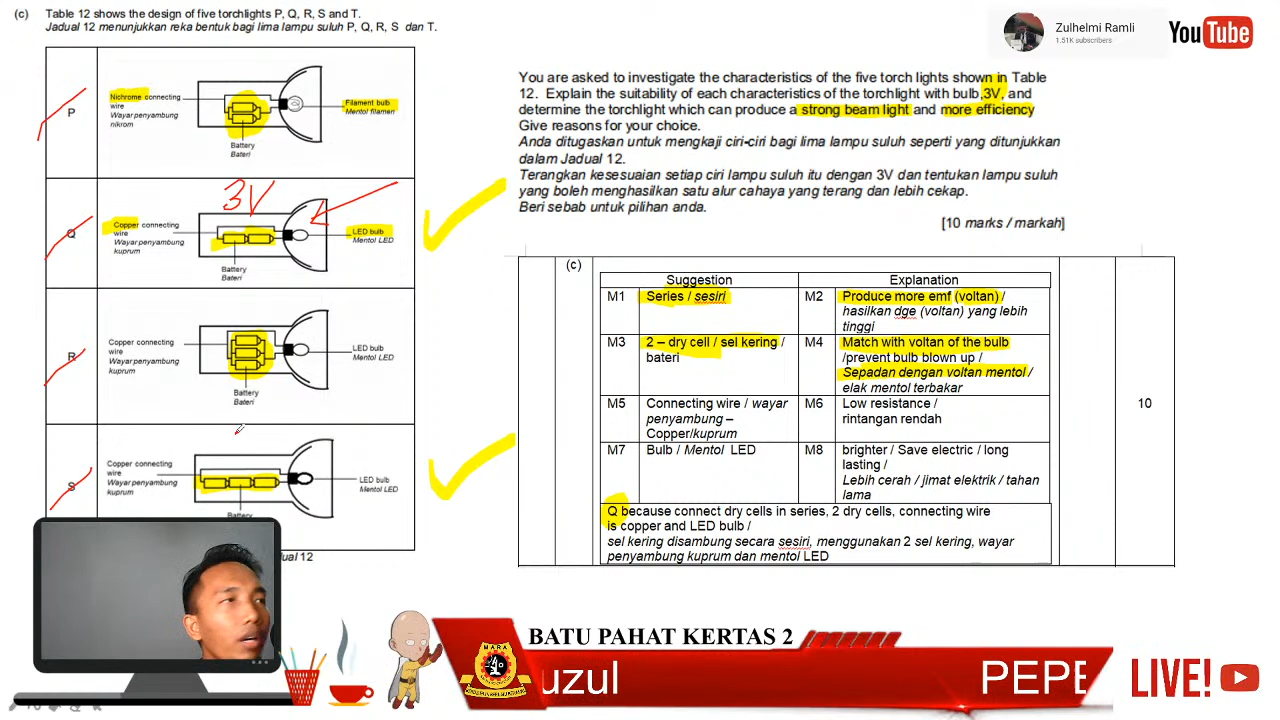 (c) Table 12 shows the design of five torchlights P, Q, R, S and T.
Jadual 12 menunjukkan reka bentuk bagi lima lampu suluh P, Q, R, S dan T.
P
Nichrome connecting
wire
Wayar penyambung
nikrom
Filament bulb
Mentol filamen
Battery
Bateri
3V
Q
Copper connecting
wire
Wayar penyambung
kuprum
LED bulb
Mentol LED
Battery
Bateri
R
Copper connecting
wire
Wayar penyambung
kuprum
LED bulb
Mentol LED
Battery
Bateri
S
Copper connecting
wire
Wayar penyambung
kuprum
LED bulb
Mentol LED
Battery
dual 12
Zulhelmi Ramli
1.51K subscribers
YouTube
You are asked to investigate the characteristics of the five torch lights shown in Table
12. Explain the suitability of each characteristics of the torchlight with bulb,3V, and
determine the torchlight which can produce a strong beam light and more efficiency
Give reasons for your choice.
Anda ditugaskan untuk mengkaji ciri-ciri bagi lima lampu suluh seperti yang ditunjukkan
dalam Jadual 12.
Terangkan kesesuaian setiap ciri lampu suluh itu dengan 3V dan tentukan lampu suluh
yang boleh menghasilkan satu alur cahaya yang terang dan lebih cekap.
Beri sebab untuk pilihan anda.
[10 marks / markah]
(c)
Suggestion Explanation
M1 Series / sesiri M2 Produce more emf (voltan) /
hasilkan dge (voltan) yang lebih
tinggi
M3 2 – dry cell / sel kering /
bateri
M4 Match with voltan of the bulb
/prevent bulb blown up /
Sepadan dengan voltan mentol /
elak mentol terbakar
M5 Connecting wire / wayar
penyambung –
Copper/kuprum
M6 Low resistance /
rintangan rendah
M7 Bulb / Mentol LED
M8 brighter / Save electric / long
lasting /
Lebih cerah / jimat elektrik / tahan
lama
10
Q because connect dry cells in series, 2 dry cells, connecting wire
is copper and LED bulb /
sel kering disambung secara sesiri, menggunakan 2 sel kering, wayar
penyambung kuprum dan mentol LED
BATU PAHAT KERTAS 2
MARA
uzul
PEPE
LIVE!